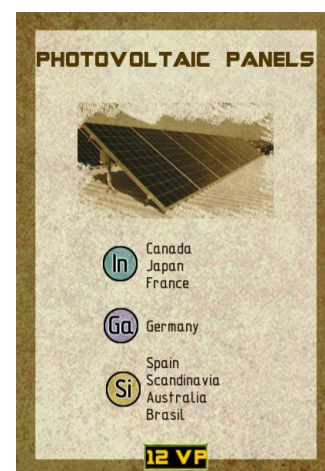 PHOTOVOLTAIC PANELS
In
Canada
Japan
France
Ga
Germany
Si
Spain
Scandinavia
Australia
Brasil
12 VP